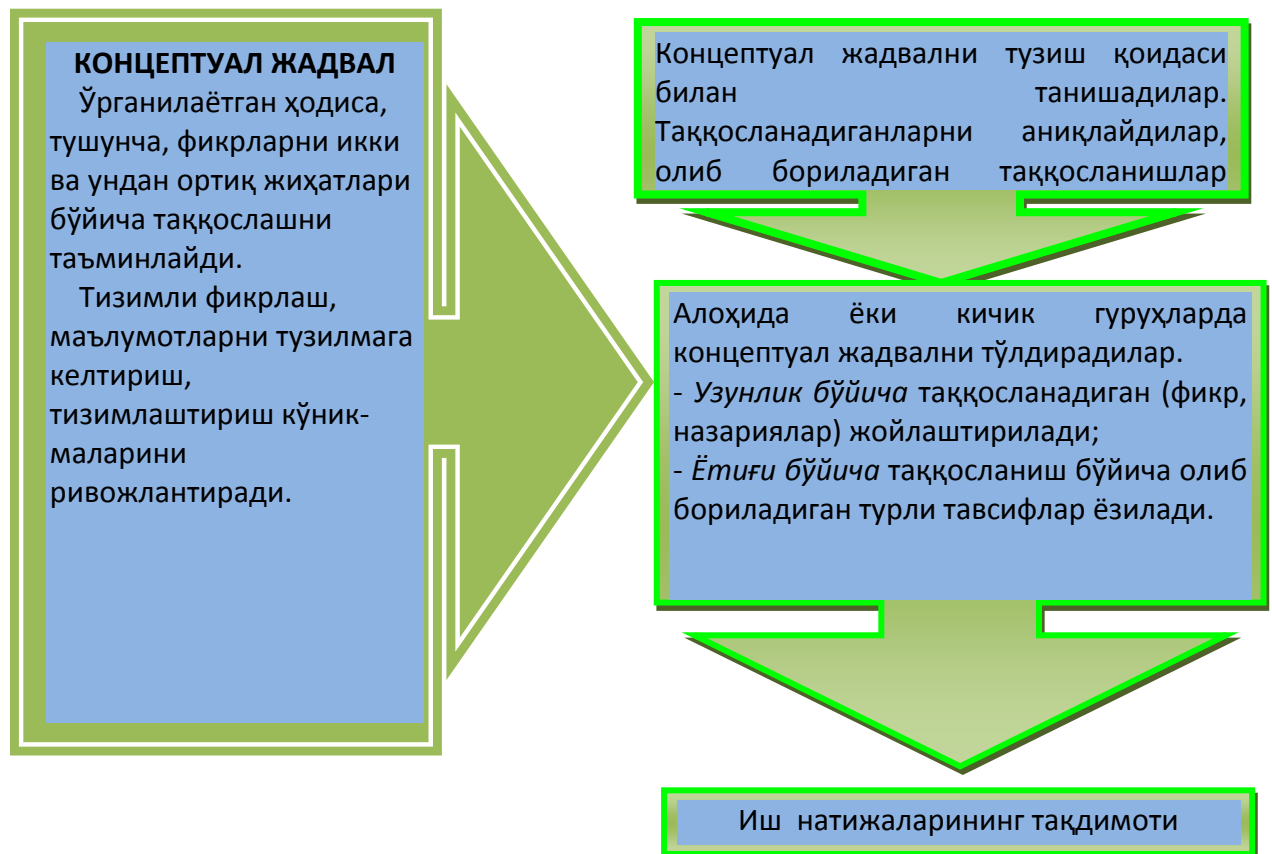 КОНЦЕПТУАЛ ЖАДВАЛ
Ўрганилаётган ҳодиса,
тушунча, фикрларни икки
ва ундан ортиқ жиҳатлари
бўйича таққослашни
таъминлайди.
Тизимли фикрлаш,
маълумотларни тузилмага
келтириш,
тизимлаштириш кўник-
маларини
ривожлантиради.
Концептуал жадвални тузиш қоидаси
билан танишадилар.
Таққосланадиганларни аниқлайдилар,
олиб бориладиган таққосланишлар
Алоҳида ёки кичик гуруҳларда
концептуал жадвални тўлдирадилар.
- Узунлик бўйича таққосланадиган (фикр,
назариялар) жойлаштирилади;
- Ётиғи бўйича таққосланиш бўйича олиб
бориладиган турли тавсифлар ёзилади.
Иш натижаларининг тақдимоти